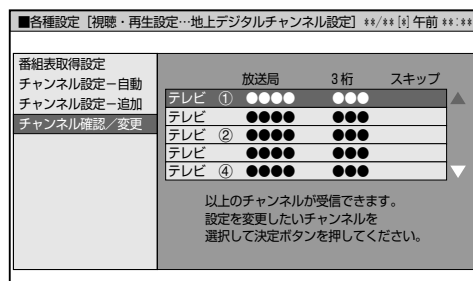 ■各種設定［視聴・再生設定…地上デジタルチャンネル設定］ **/**[*]午前 **:**
番組表取得設定
チャンネル設定－自動
チャンネル設定－追加
チャンネル確認／変更
放送局 3桁 スキップ
テレビ ① ●●●● ●●●
テレビ ●●●● ●●●
テレビ ② ●●●● ●●●
テレビ ●●●● ●●●
テレビ ④ ●●●● ●●●
以上のチャンネルが受信できます。
設定を変更したいチャンネルを
選択して決定ボタンを押してください。